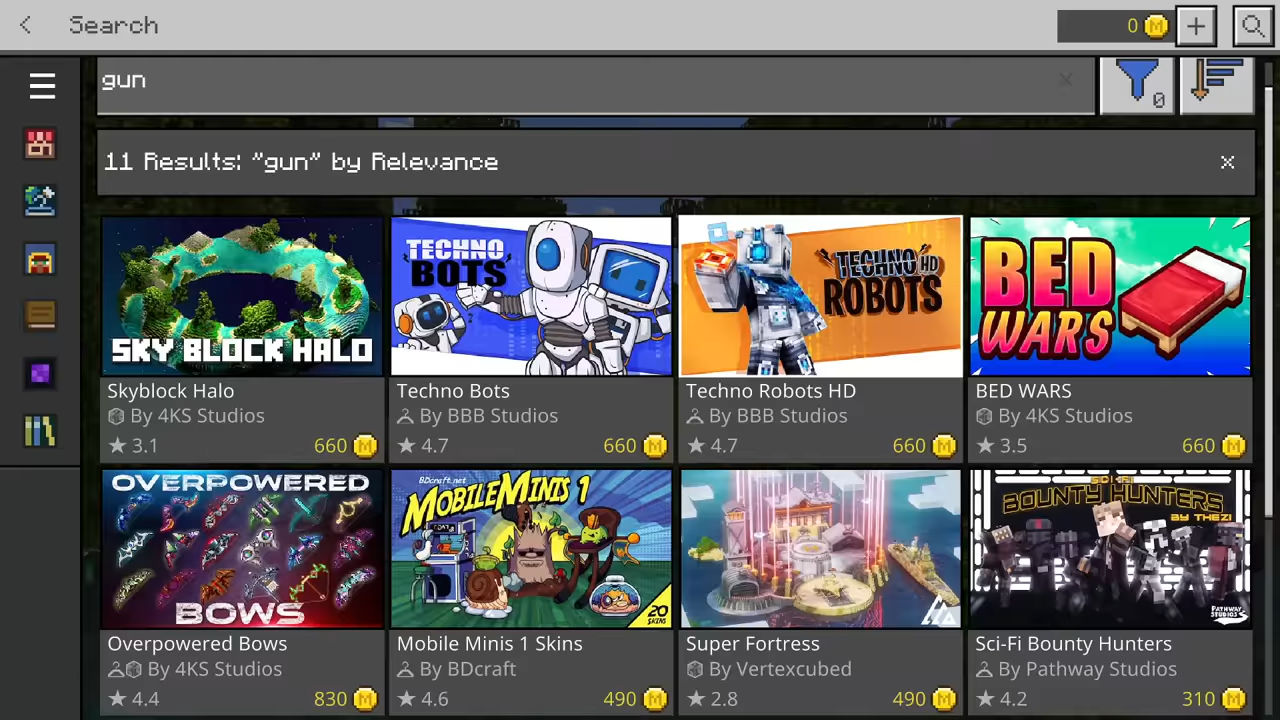 Search
0
gun
0
11 Results: "gun" by Relevance
SKY BLOCK HALO
TECHNO
BOTS
TECHNO HD
ROBOTS
BED
WARS
Skyblock Halo
Techno Bots
Techno Robots HD
BED WARS
By 4KS Studios
By BBB Studios
By BBB Studios
By 4KS Studios
3.1
660
4.7
660
4.7
660
3.5
660
OVERPOWERED
BOWS
BDcraft.net
MOBILE MINIS 1
20
SKINS
SCI-FI
BOUNTY HUNTERS
BY THEZI
PATHWAY
STUDIOS
Overpowered Bows
Mobile Minis 1 Skins
Super Fortress
Sci-Fi Bounty Hunters
By 4KS Studios
By BDcraft
By Vertexcubed
By Pathway Studios
4.4
830
4.6
490
2.8
490
4.2
310